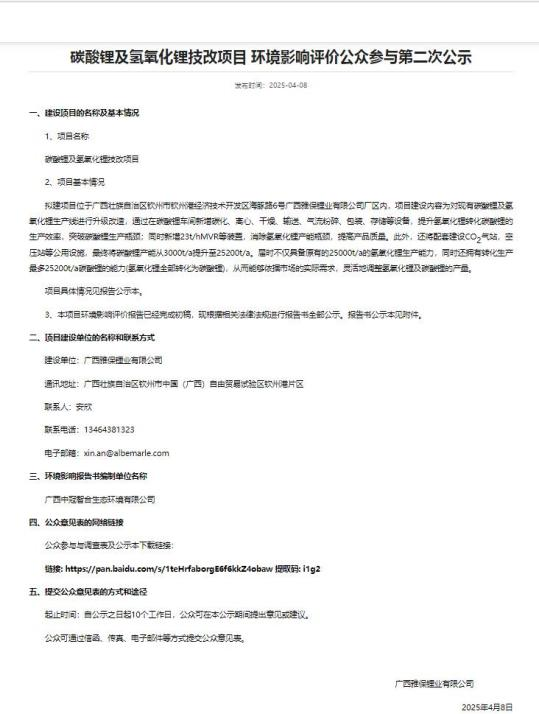 碳酸锂及氢氧化锂技改项目 环境影响评价公众参与第二次公示
发布时间：2025-04-08
一、建设项目的名称及基本情况
1、项目名称
碳酸锂及氢氧化锂技改项目
2、项目基本情况
拟建项目位于广西壮族自治区钦州市钦州港经济技术开发区海豚路6号广西雅保锂业有限公司厂区内，项目建设内容为对现有碳酸锂及氢
氧化锂生产线进行升级改造，通过在碳酸锂车间新增碳化、离心、干燥、输送、气流粉碎、包装、存储等设备，提升氢氧化锂转化碳酸锂的
生产效率，突破碳酸锂生产瓶颈；同时新增23t/hMVR等装置，消除氢氧化锂产能瓶颈，提高产品质量。此外，还将配套建设CO2气站，空
压站等公用设施，最终将碳酸锂产能从3000t/a提升至25200t/a。届时不仅具备原有的25000t/a的氢氧化锂生产能力，同时还拥有转化生产
最多25200t/a碳酸锂的能力(氢氧化锂全部转化为碳酸锂)，从而能够依据市场的实际需求，灵活地调整氢氧化锂及碳酸锂的产量。
项目具体情况见报告公示本。
3、本项目环境影响评价报告已经完成初稿，现根据相关法律法规进行报告书全部公示。报告书公示本见附件。
二、项目建设单位的名称和联系方式
建设单位：广西雅保锂业有限公司
通讯地址：广西壮族自治区钦州市中国（广西）自由贸易试验区钦州港片区
联系人：安欣
联系电话：13464381323
电子邮箱：xin.an@albemarle.com
三、环境影响报告书编制单位名称
广西中冠智合生态环境有限公司
四、公众意见表的网络链接
公众参与与调查表及公示本下载链接：
链接: https://pan.baidu.com/s/1teHrfaborgE6f6kkZ4obaw 提取码: i1g2
五、提交公众意见表的方式和途径
起止时间：自公示之日起10个工作日，公众可在本公示期间提出意见或建议。
公众可通过信函、传真、电子邮件等方式提交公众意见表。
广西雅保锂业有限公司
2025年4月8日